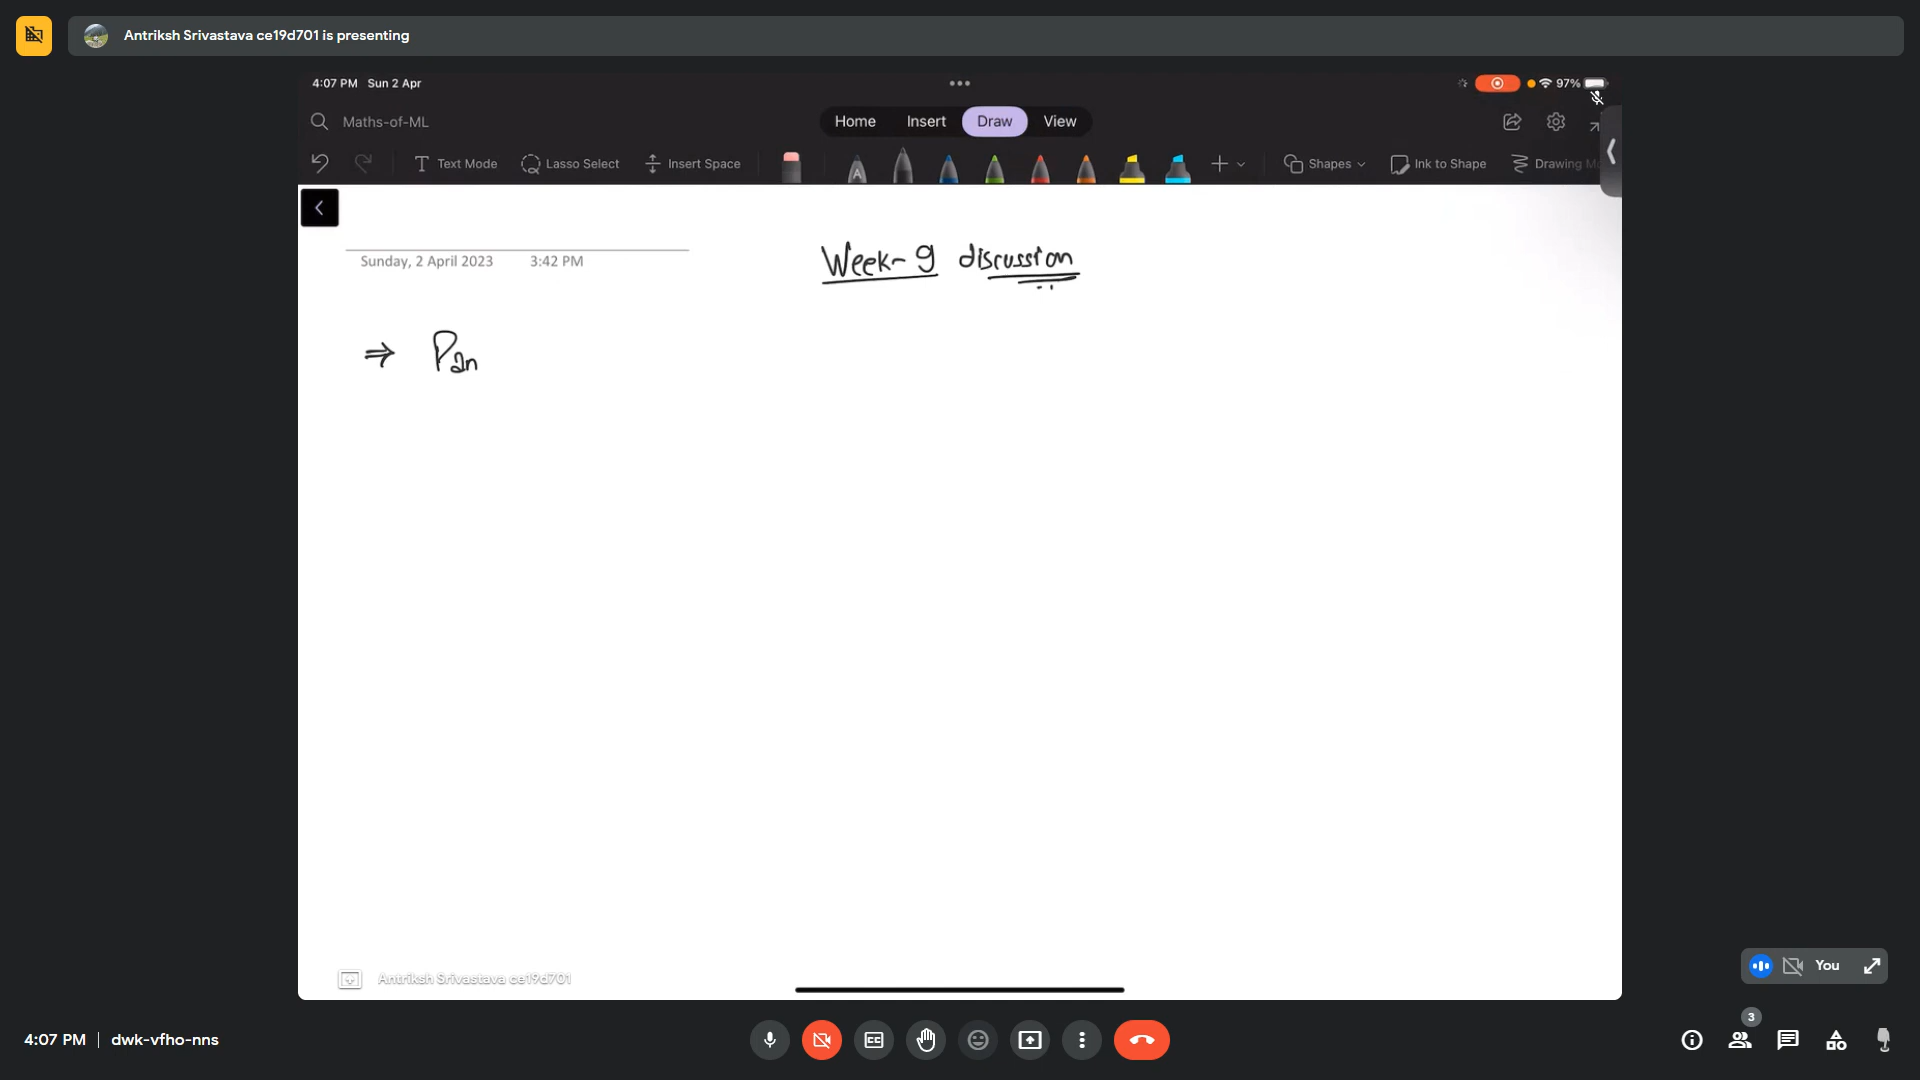 Antriksh Srivastava ce19d701 is presenting
4:07 PM Sun 2 Apr
97%
Maths-of-ML
Home Insert Draw View
Text Mode Lasso Select Insert Space A Shapes Ink to Shape Drawing
Week-9 discussion
Sunday, 2 April 2023 3:42 PM
⇒ Pan
Antriksh Srivastava ce19d701
You
4:07 PM | dwk-vfho-nns
3